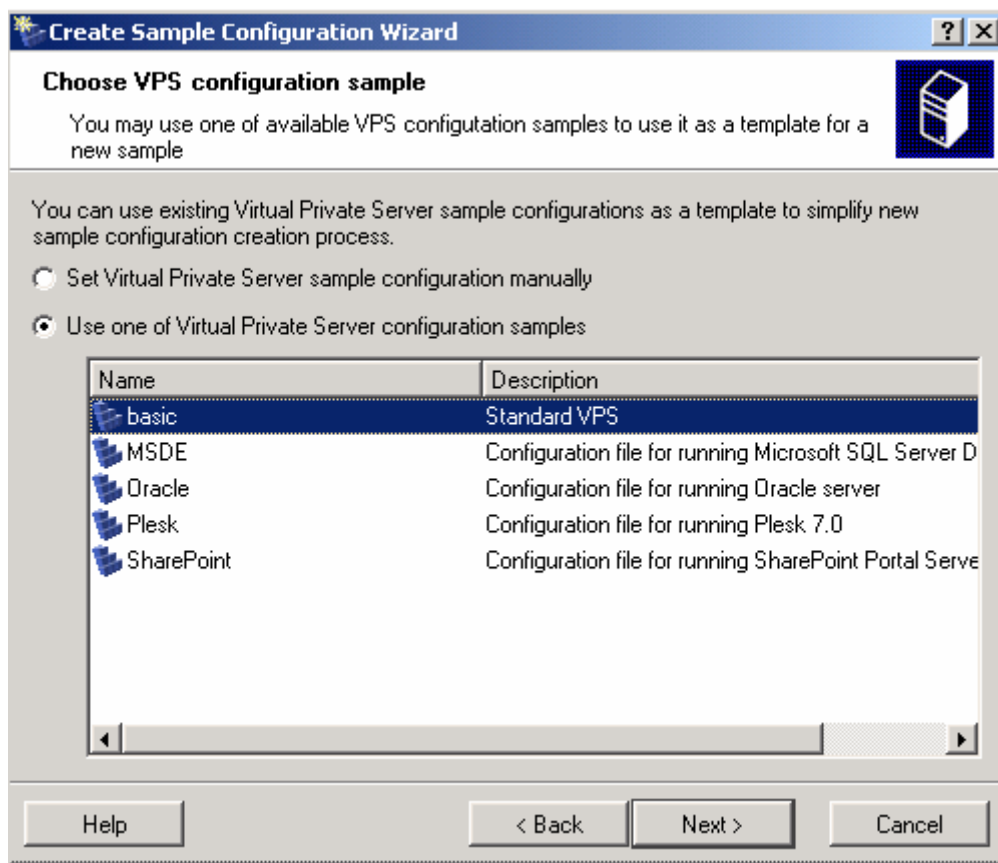 Create Sample Configuration Wizard
Choose VPS configuration sample
You may use one of available VPS configutation samples to use it as a template for a
new sample
You can use existing Virtual Private Server sample configurations as a template to simplify new
sample configuration creation process.
Set Virtual Private Server sample configuration manually
Use one of Virtual Private Server configuration samples
Name Description
basic Standard VPS
MSDE Configuration file for running Microsoft SQL Server D
Oracle Configuration file for running Oracle server
Plesk Configuration file for running Plesk 7.0
SharePoint Configuration file for running SharePoint Portal Serve
Help < Back Next > Cancel